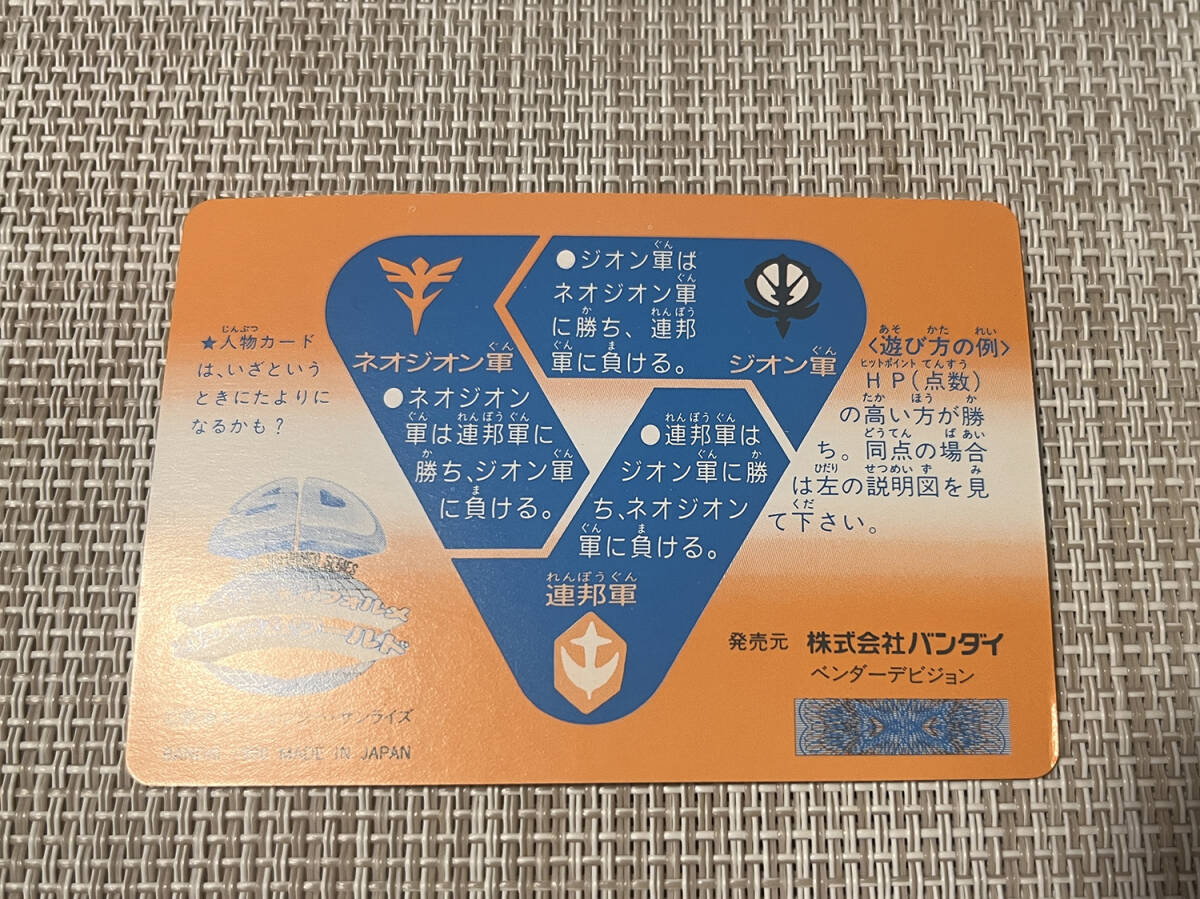 ★人物カード
は、いざという
ときにたよりに
なるかも?
ネオジオン軍
●ジオン軍は
ネオジオン軍
に勝ち、連邦
軍に負ける。
ジオン軍
●ネオジオン
軍は連邦軍に
勝ち、ジオン軍
に負ける。
●連邦軍は
ジオン軍に勝
ち、ネオジオン
軍に負ける。
連邦軍
〈遊び方の例〉
HP(点数)
の高い方が勝
ち。同点の場合
は左の説明図を見
て下さい。
発売元 株式会社バンダイ
ベンダーデビジョン
サンライズ
MADE IN JAPAN